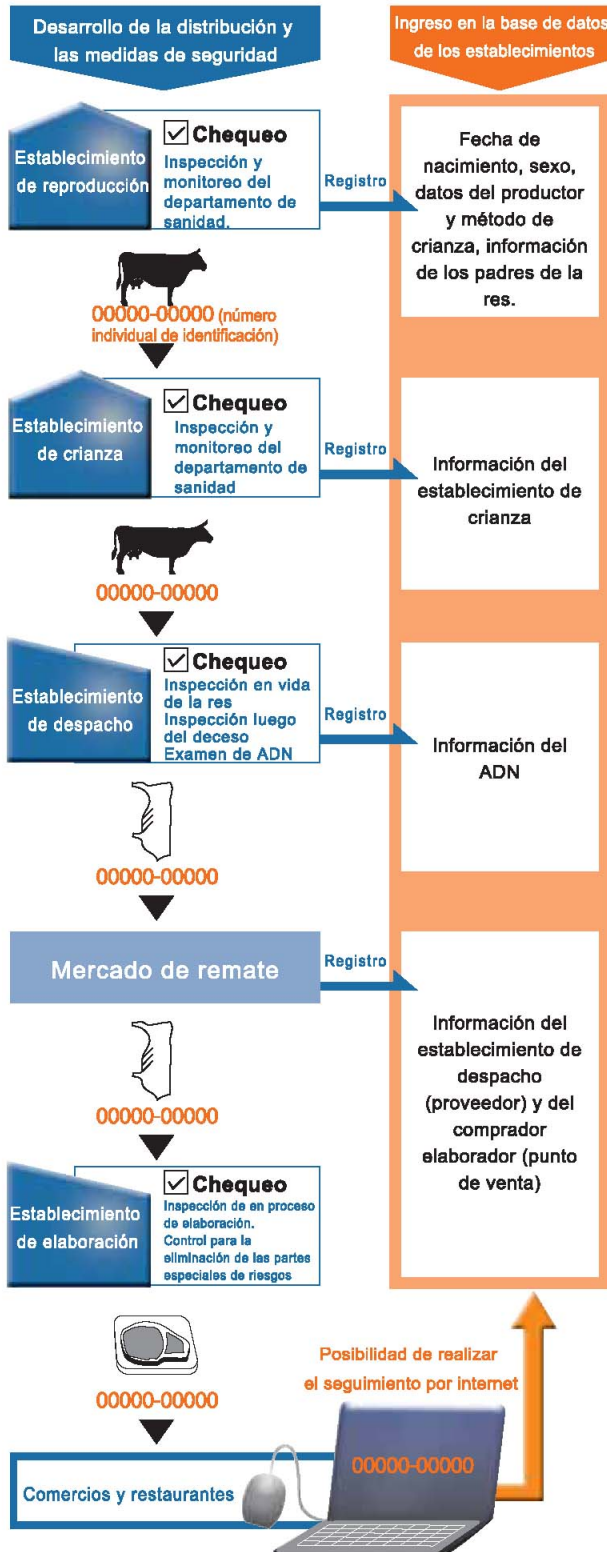 Desarrollo de la distribución y
las medidas de seguridad
Ingreso en la base de datos
de los establecimientos
Establecimiento
de reproducción
Chequeo
Inspección y
monitoreo del
departamento de
sanidad.
Registro
Fecha de
nacimiento, sexo,
datos del productor
y método de
crianza, información
de los padres de la
res.
00000-00000 (número
individual de identificación)
Establecimiento
de crianza
Chequeo
Inspección y
monitoreo del
departamento de
sanidad
Registro
Información del
establecimiento de
crianza
00000-00000
Establecimiento
de despacho
Chequeo
Inspección en vida
de la res
Inspección luego
del deceso
Examen de ADN
Registro
Información del
ADN
00000-00000
Mercado de remate
Registro
Información del
establecimiento de
despacho
(proveedor) y del
comprador
elaborador (punto
de venta)
00000-00000
Establecimiento
de elaboración
Chequeo
Inspección de en proceso
de elaboración.
Control para la
eliminación de las partes
especiales de riesgos
00000-00000
Posibilidad de realizar
el seguimiento por internet
00000-00000
Comercios y restaurantes